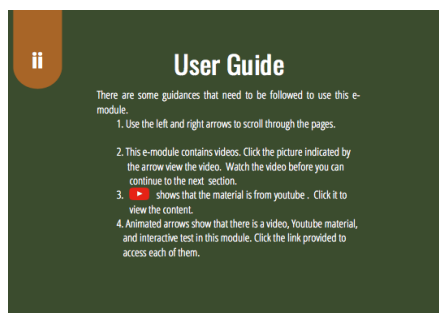 ii
User Guide
There are some guidances that need to be followed to use this e-
module.
1. Use the left and right arrows to scroll through the pages.
2. This e-module contains videos. Click the picture indicated by
the arrow view the video. Watch the video before you can
continue to the next section.
3. shows that the material is from youtube . Click it to
view the content.
4. Animated arrows show that there is a video, Youtube material,
and interactive test in this module. Click the link provided to
access each of them.